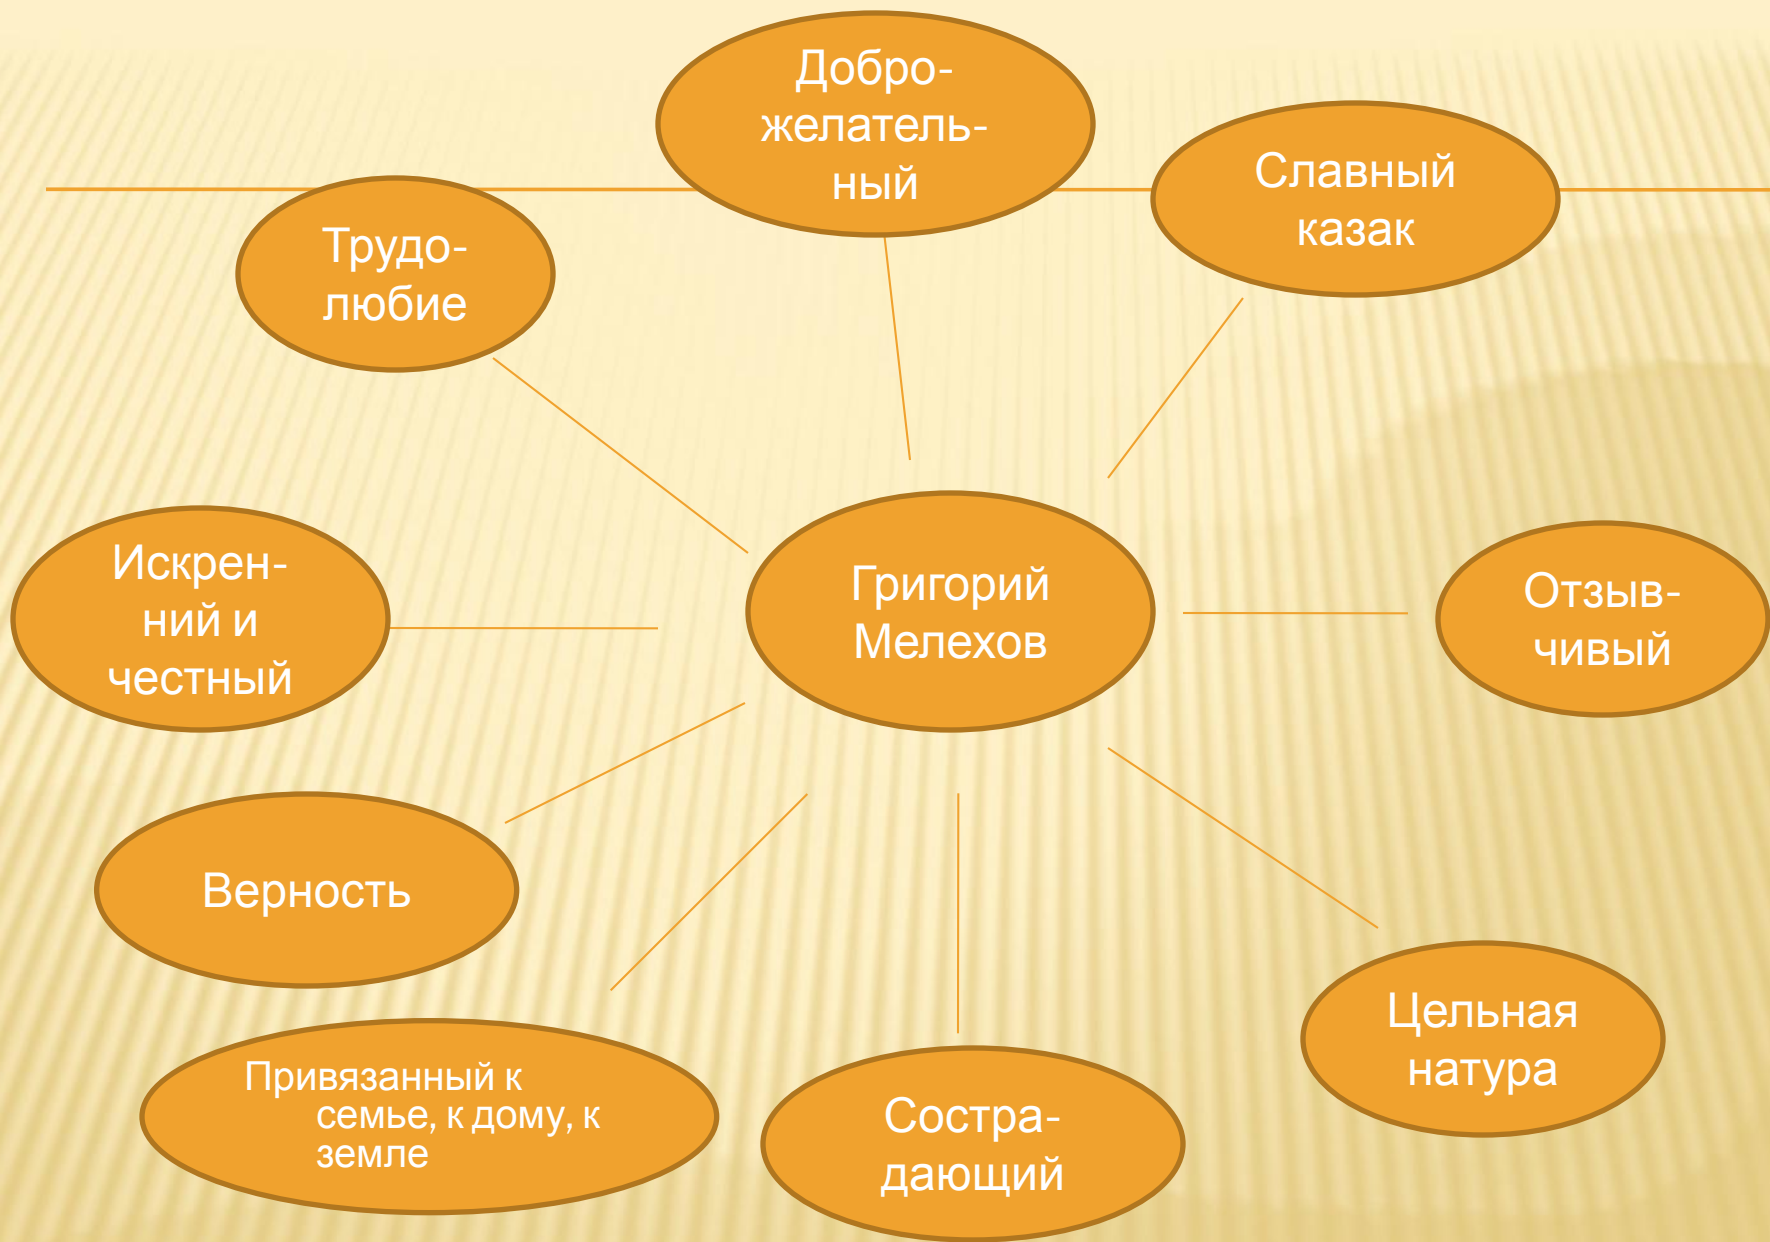 Добро-
желатель-
ный
Славный
казак
Трудо-
любие
Искрен-
ний и
честный
Григорий
Мелехов
Отзыв-
чивый
Верность
Цельная
натура
Привязанный к
семье, к дому, к
земле
Состра-
дающий